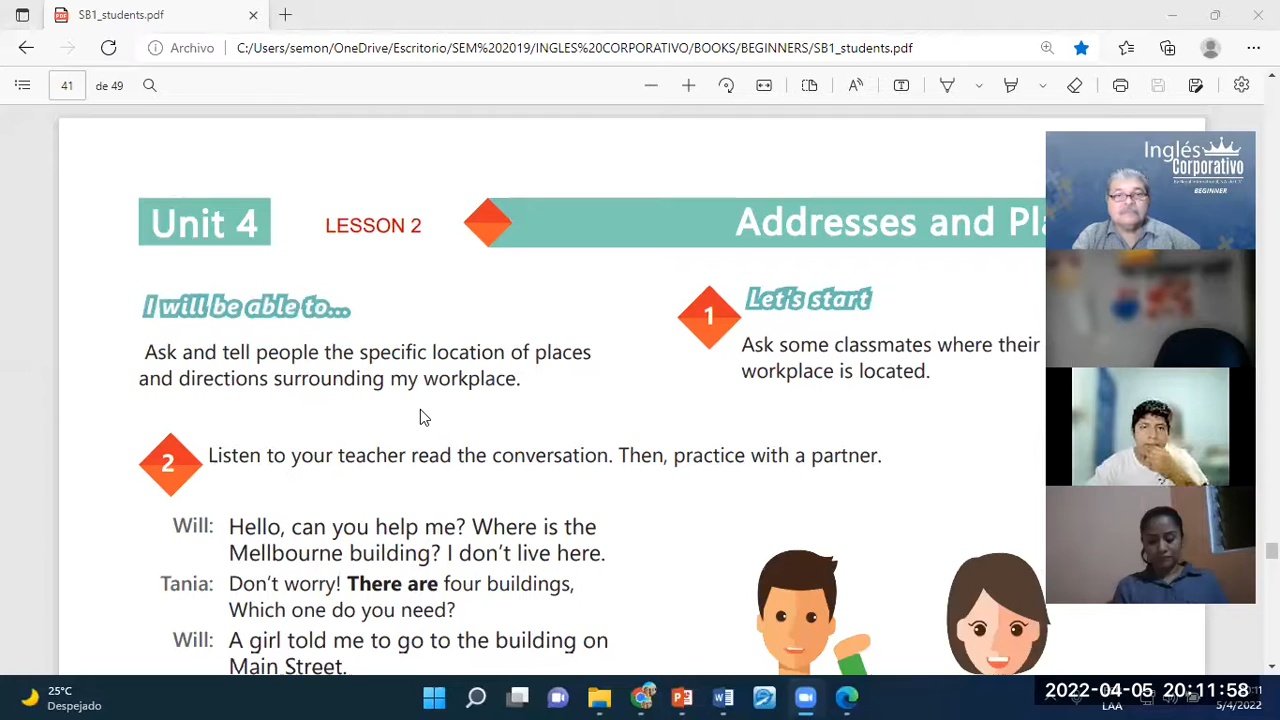 SB1_students.pdf
Archivo
C:/Users/semon/OneDrive/Escritorio/SEM%202019/INGLES%20CORPORATIVO/BOOKS/BEGINNERS/SB1_students.pdf
41 de 49
Inglés
Corporativo
BEGINNER
Unit 4
LESSON 2
Addresses and Pla
I will be able to...
Ask and tell people the specific location of places
and directions surrounding my workplace.
1
Let's start
Ask some classmates where their
workplace is located.
2
Listen to your teacher read the conversation. Then, practice with a partner.
Will: Hello, can you help me? Where is the
Mellbourne building? I don't live here.
Tania: Don't worry! There are four buildings,
Which one do you need?
Will: A girl told me to go to the building on
Main Street.
25°C
Despejado
2022-04-05 20:11:58
LAA
5/4/2022